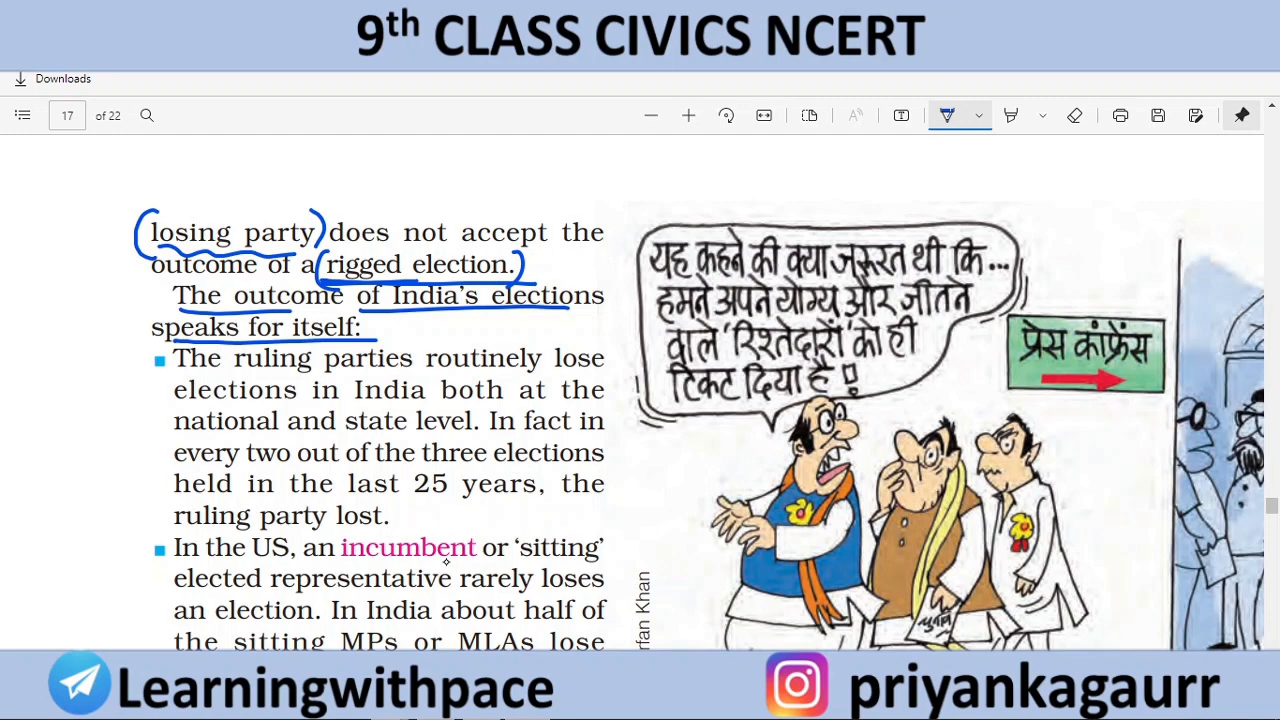 9th CLASS CIVICS NCERT
Downloads
17 of 22
losing party does not accept the
outcome of a rigged election.
The outcome of India's elections
speaks for itself:
The ruling parties routinely lose
elections in India both at the
national and state level. In fact in
every two out of the three elections
held in the last 25 years, the
ruling party lost.
In the US, an incumbent or ‘sitting’
elected representative rarely loses
an election. In India about half of
the sitting MPs or MLAs lose
यह कहने की क्या जरूरत थी कि...
हमने अपने योग्य और जीतने
वाले 'रिश्तेदारों' को ही
टिकट दिया है!
प्रेस कांफ्रेंस
चुनाव
rfan Khan
Learningwithpace
priyankagaurr